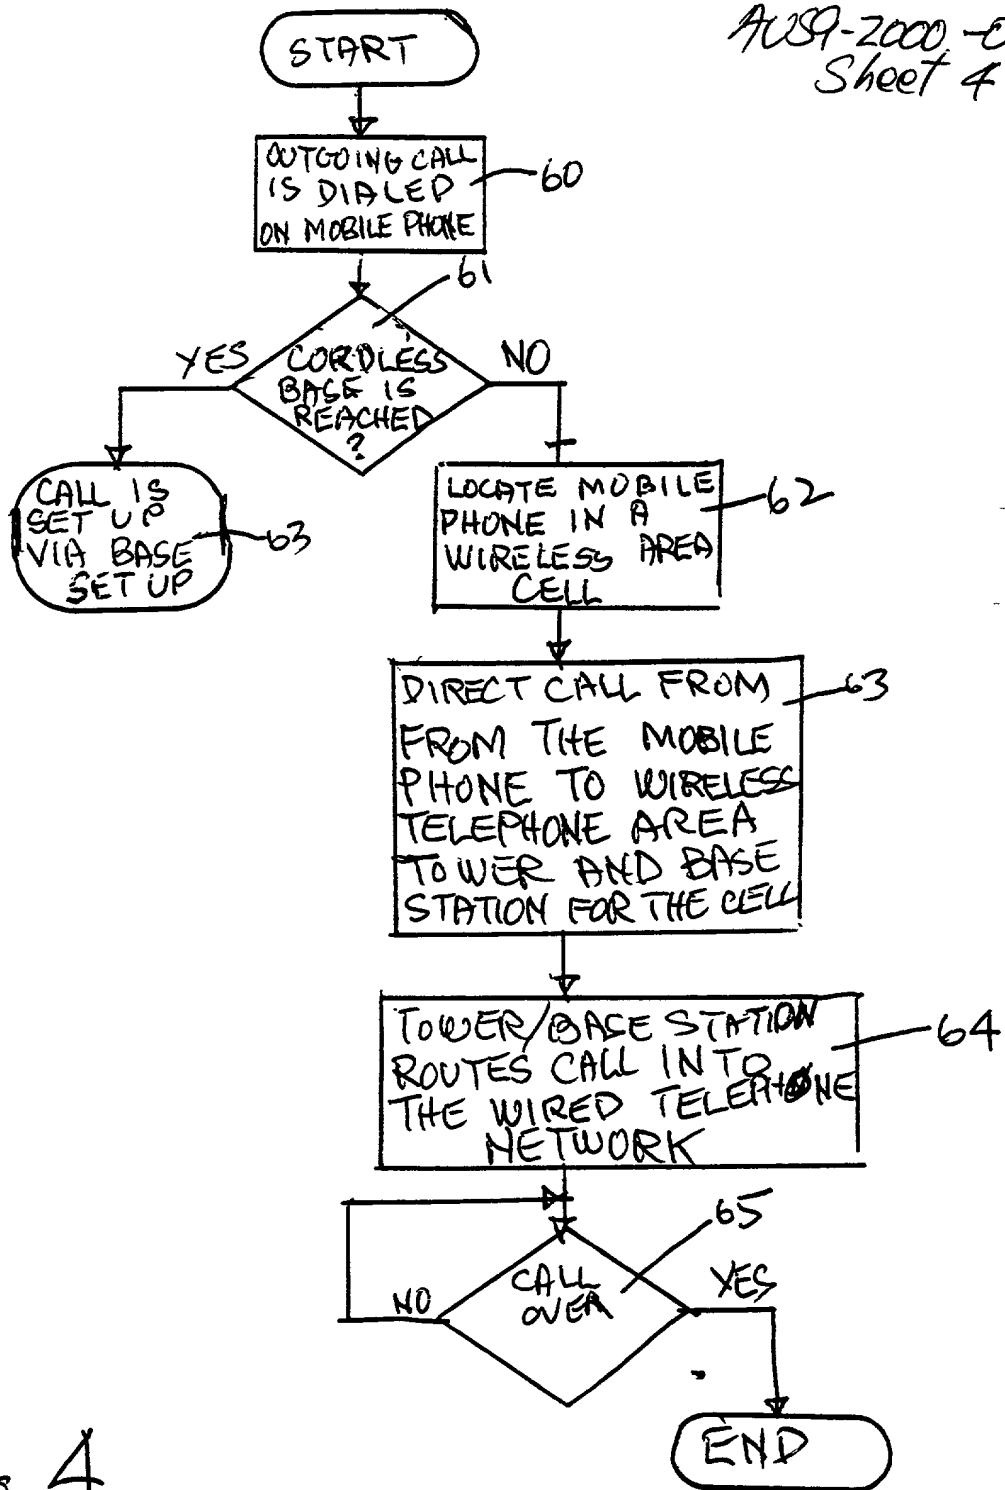 AUS9-2000
Sheet 4
START
OUTGOING CALL
IS DIALED
ON MOBILE PHONE
60
61
YES
CORDLESS
BASE IS
REACHED
?
NO
CALL IS
SET UP
VIA BASE
SET UP
63
LOCATE MOBILE
PHONE IN A
WIRELESS AREA
CELL
62
DIRECT CALL FROM
FROM THE MOBILE
PHONE TO WIRELESS
TELEPHONE AREA
TOWER AND BASE
STATION FOR THE CELL
63
TOWER/BASE STATION
ROUTES CALL INTO
THE WIRED TELEPHONE
NETWORK
64
65
CALL
OVER
NO
YES
END
4